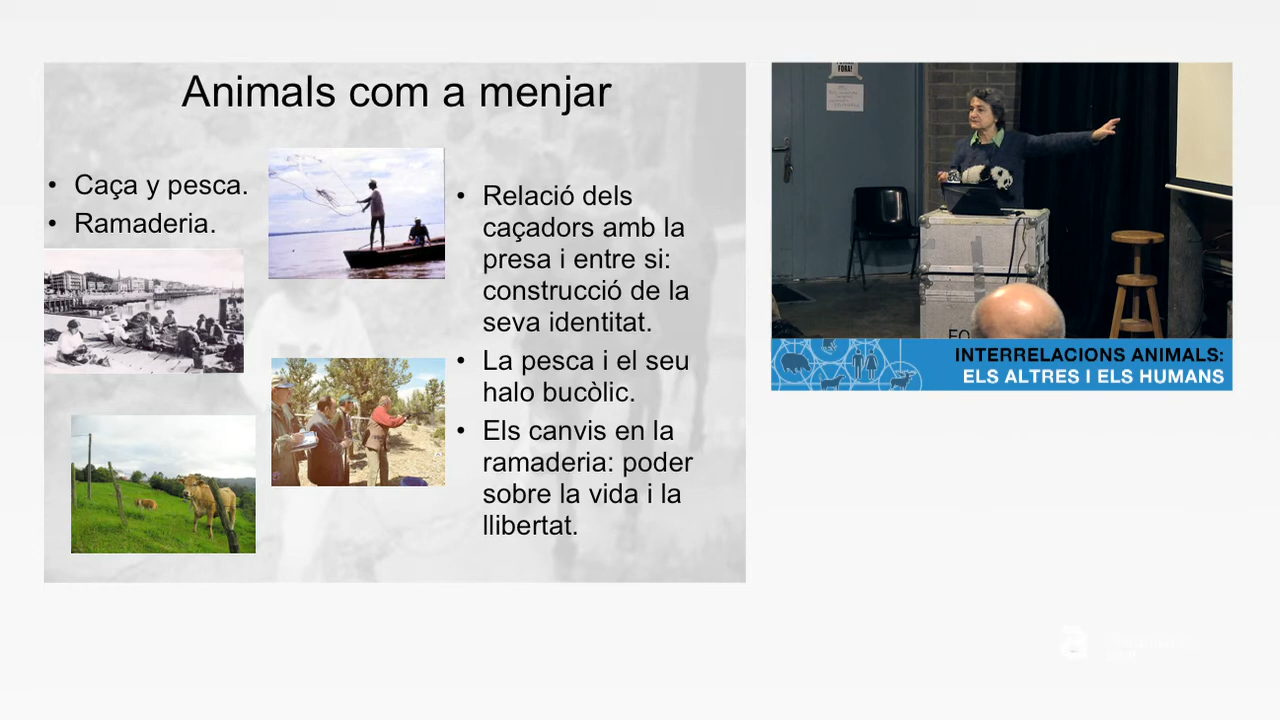 Animals com a menjar
• Caça y pesca.
• Ramaderia.
• Relació dels
caçadors amb la
presa i entre si:
construcció de la
seva identitat.
• La pesca i el seu
halo bucòlic.
• Els canvis en la
ramaderia: poder
sobre la vida i la
llibertat.
FORA!
INTERRELACIONS ANIMALS:
ELS ALTRES I ELS HUMANS